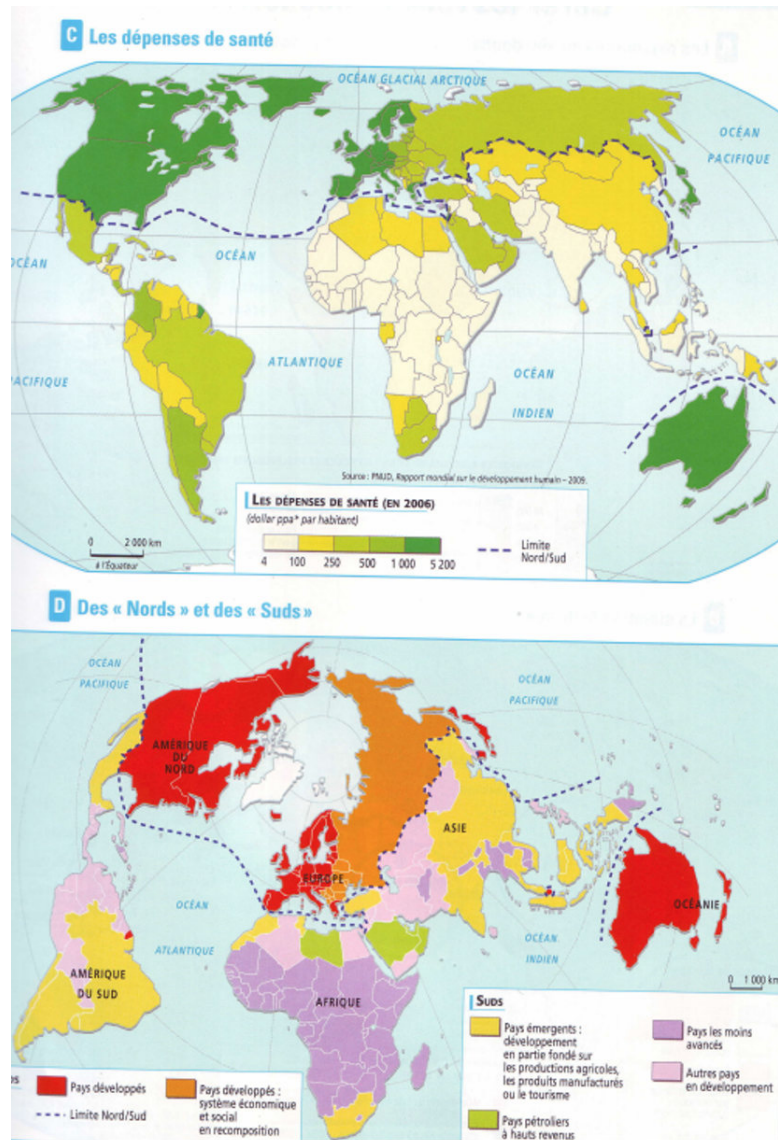 C Les dépenses de santé
OCÉAN GLACIAL ARCTIQUE
OCÉAN
PACIFIQUE
OCÉAN
OCÉAN
ATLANTIQUE
PACIFIQUE
OCÉAN
INDIEN
Source : PNUD, Rapport mondial sur le développement humain – 2009.
LES DÉPENSES DE SANTÉ (EN 2006)
(dollar ppa* par habitant)
4 100 250 500 1 000 5 200
Limite
Nord/Sud
0 2 000 km
à l'Équateur
D Des « Nords » et des « Suds »
OCÉAN
PACIFIQUE
OCÉAN
PACIFIQUE
AMÉRIQUE
DU
NORD
ASIE
EUROPE
OCÉAN
ATLANTIQUE
OCÉANIE
OCÉAN
INDIEN
AMÉRIQUE
DU SUD
AFRIQUE
0 1 000 km
SUDS
Pays émergents :
développement
en partie fondé sur
les productions agricoles,
les produits manufacturés
ou le tourisme
Pays pétroliers
à hauts revenus
Pays les moins
avancés
Autres pays
en développement
Pays développés
Limite Nord/Sud
Pays développés :
système économique
et social
en recomposition